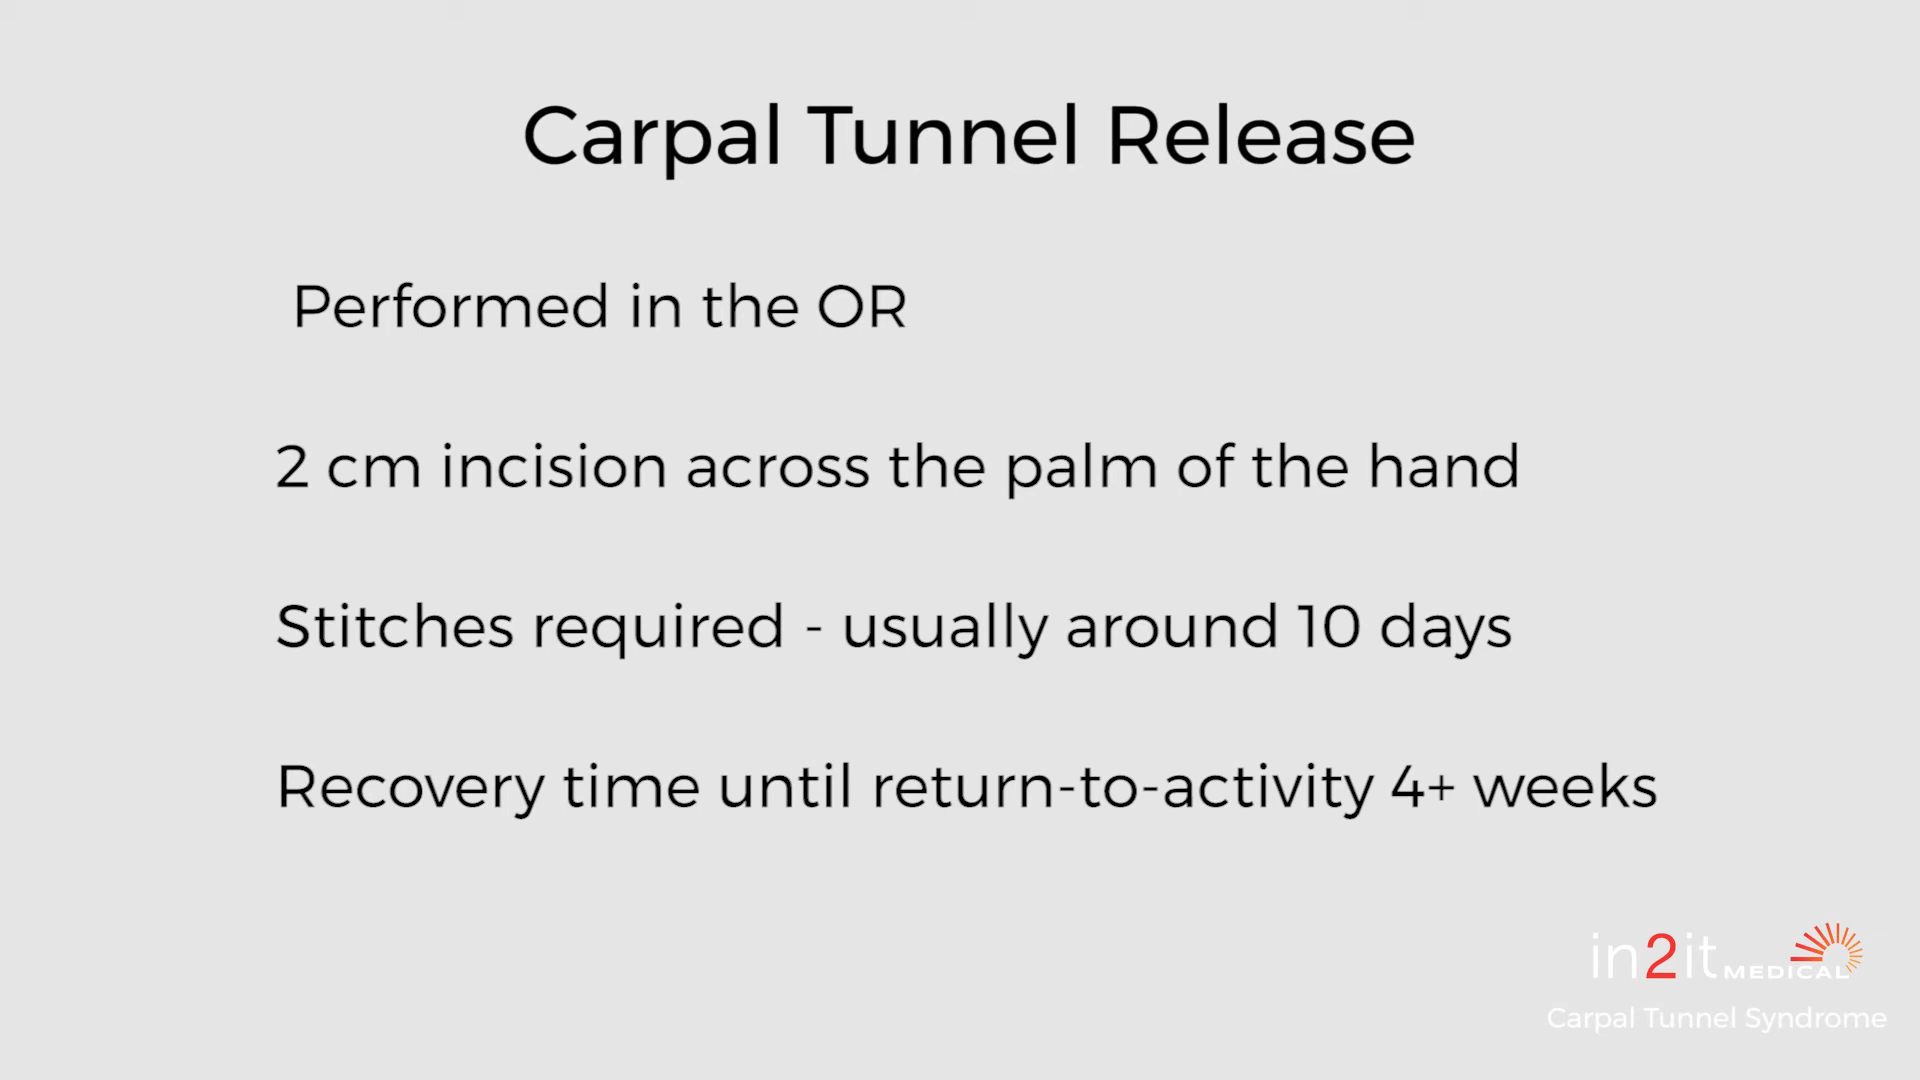 Carpal Tunnel Release
Performed in the OR
2 cm incision across the palm of the hand
Stitches required - usually around 10 days
Recovery time until return-to-activity 4+ weeks
in2it MEDICAL
Carpal Tunnel Syndrome